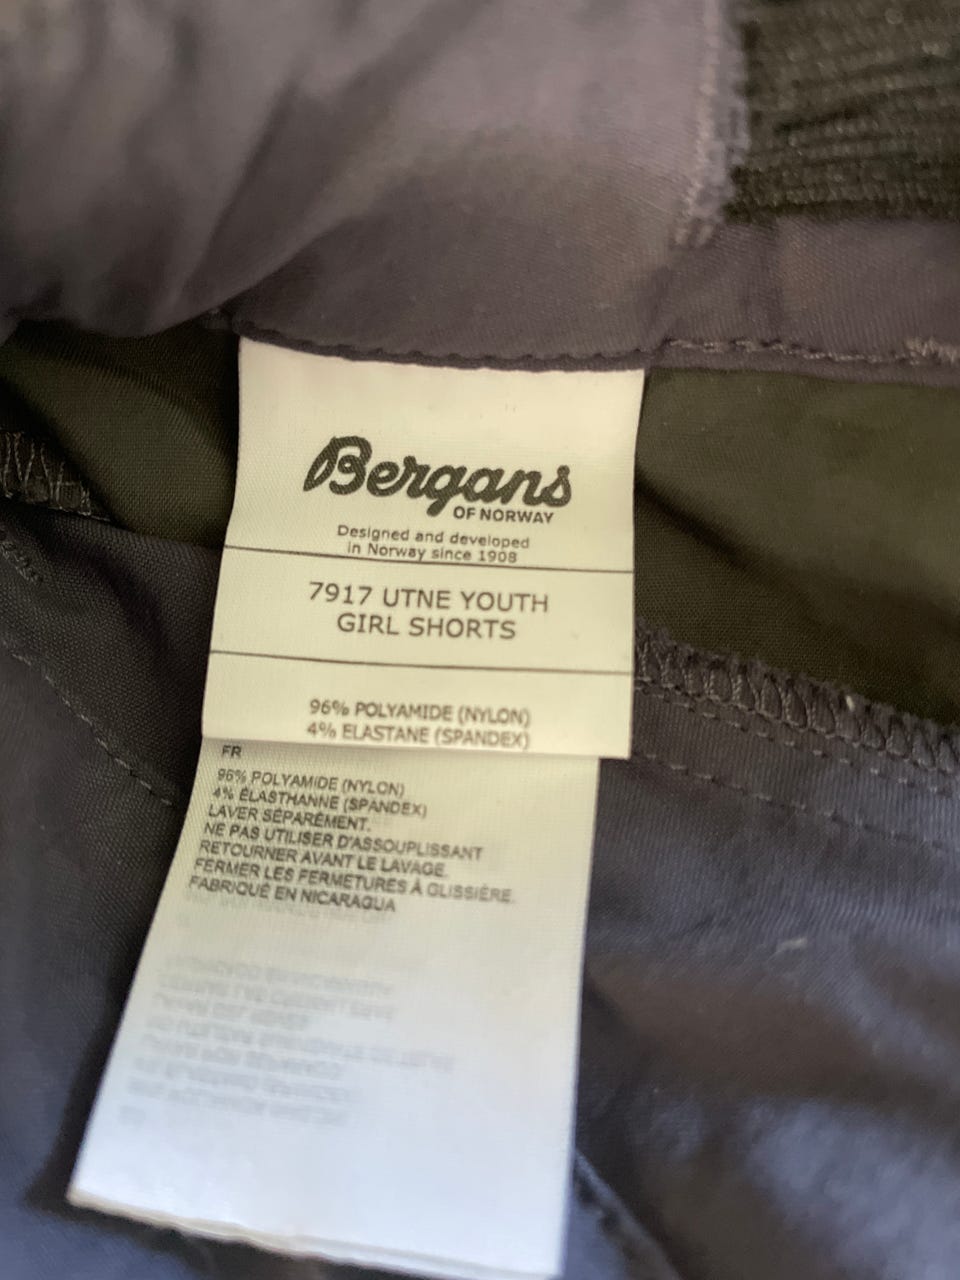 Bergans
OF NORWAY
Designed and developed
in Norway since 1908
7917 UTNE YOUTH
GIRL SHORTS
96% POLYAMIDE (NYLON)
4% ELASTANE (SPANDEX)
FR
96% POLYAMIDE (NYLON)
4% ÉLASTHANNE (SPANDEX)
LAVER SÉPARÉMENT.
NE PAS UTILISER D'ASSOUPLISSANT
RETOURNER AVANT LE LAVAGE.
FERMER LES FERMETURES À GLISSIÈRE.
FABRIQUÉ EN NICARAGUA